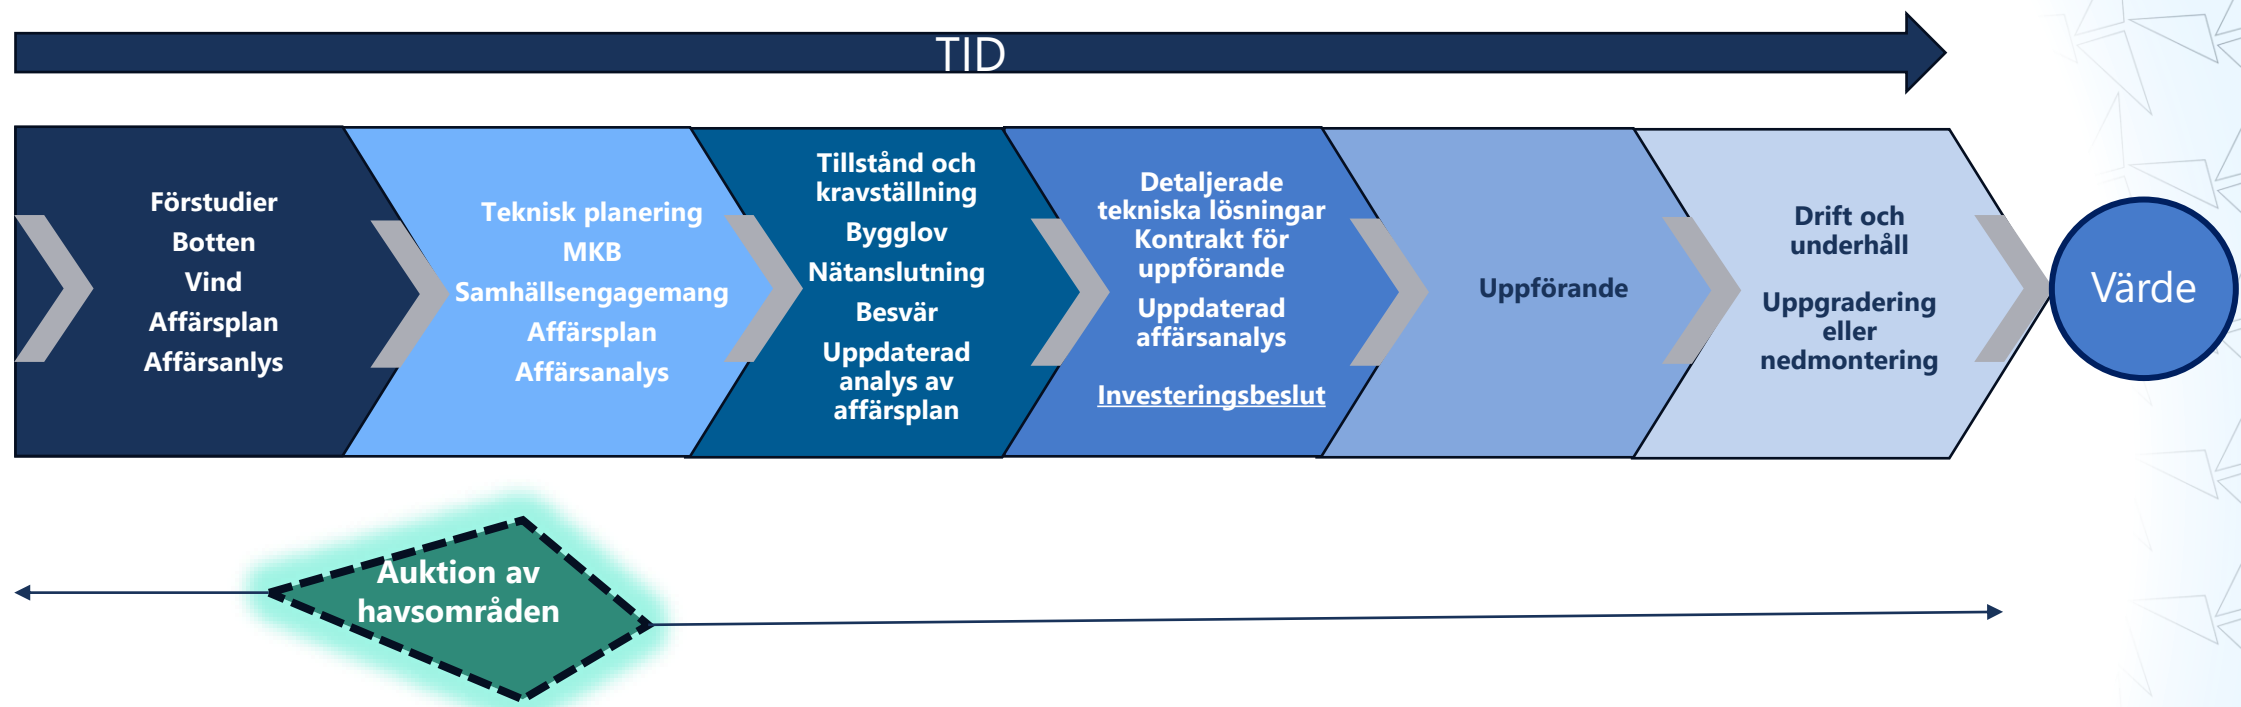 TID
Förstudier
Botten
Vind
Affärsplan
Affärsanlys
Teknisk planering
MKB
Samhällsengagemang
Affärsplan
Affärsanalys
Tillstånd och
kravställning
Bygglov
Nätanslutning
Besvär
Uppdaterad
analys av
affärsplan
Detaljerade
tekniska lösningar
Kontrakt för
uppförande
Uppdaterad
affärsanalys
Investeringsbeslut
Uppförande
Drift och
underhåll
Uppgradering
eller
nedmontering
Värde
Auktion av
havsområden